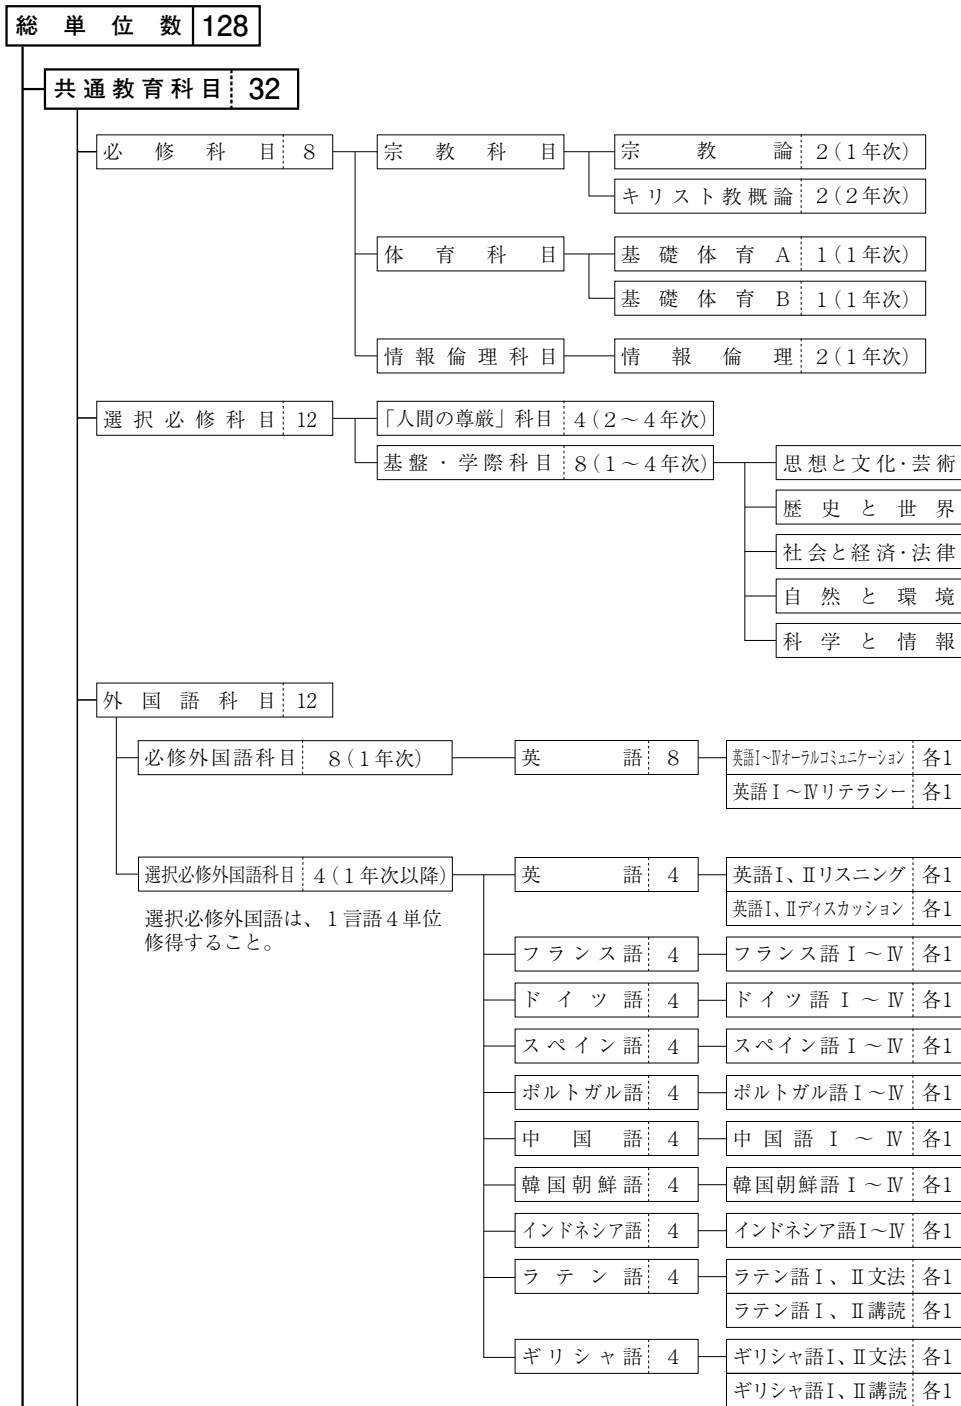 総単位数 128
共通教育科目 32
必修科目 8 宗教科目 宗教論 2(1年次)
キリスト教概論 2(2年次)
体育科目 基礎体育A 1(1年次)
基礎体育B 1(1年次)
情報倫理科目 情報倫理 2(1年次)
選択必修科目 12 「人間の尊厳」科目 4(2～4年次)
基盤・学際科目 8(1～4年次) 思想と文化・芸術
歴史と世界
社会と経済・法律
自然と環境
科学と情報
外国語科目 12
必修外国語科目 8(1年次) 英語 8 英語Ⅰ～Ⅳオーラルコミュニケーション 各1
英語Ⅰ～Ⅳリテラシー 各1
選択必修外国語科目 4(1年次以降) 英語 4 英語Ⅰ、Ⅱリスニング 各1
英語Ⅰ、Ⅱディスカッション 各1
選択必修外国語は、1言語4単位
修得すること。
フランス語 4 フランス語Ⅰ～Ⅳ 各1
ドイツ語 4 ドイツ語Ⅰ～Ⅳ 各1
スペイン語 4 スペイン語Ⅰ～Ⅳ 各1
ポルトガル語 4 ポルトガル語Ⅰ～Ⅳ 各1
中国語 4 中国語Ⅰ～Ⅳ 各1
韓国朝鮮語 4 韓国朝鮮語Ⅰ～Ⅳ 各1
インドネシア語 4 インドネシア語Ⅰ～Ⅳ 各1
ラテン語 4 ラテン語Ⅰ、Ⅱ文法 各1
ラテン語Ⅰ、Ⅱ講読 各1
ギリシャ語 4 ギリシャ語Ⅰ、Ⅱ文法 各1
ギリシャ語Ⅰ、Ⅱ講読 各1